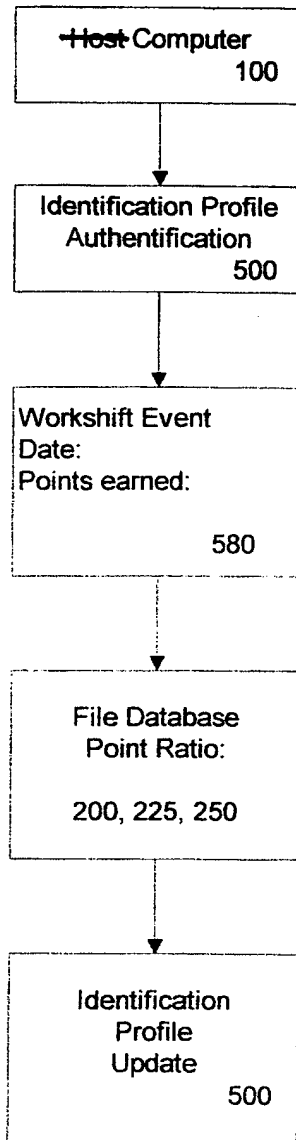 Host Computer
100
Identification Profile
Authentification
500
Workshift Event
Date:
Points earned:
580
File Database
Point Ratio:
200, 225, 250
Identification
Profile
Update
500